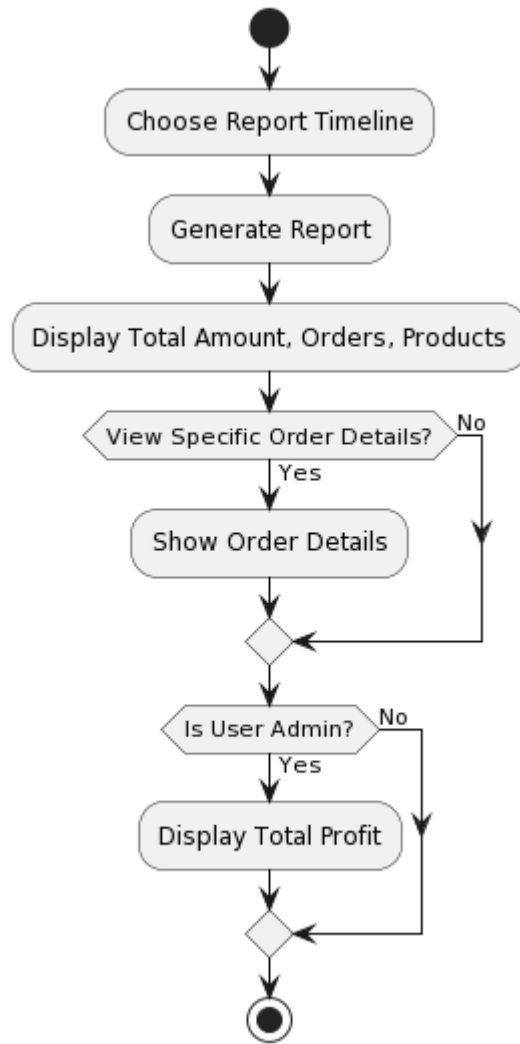 Choose Report Timeline
Generate Report
Display Total Amount, Orders, Products
View Specific Order Details?
No
Yes
Show Order Details
Is User Admin?
No
Yes
Display Total Profit